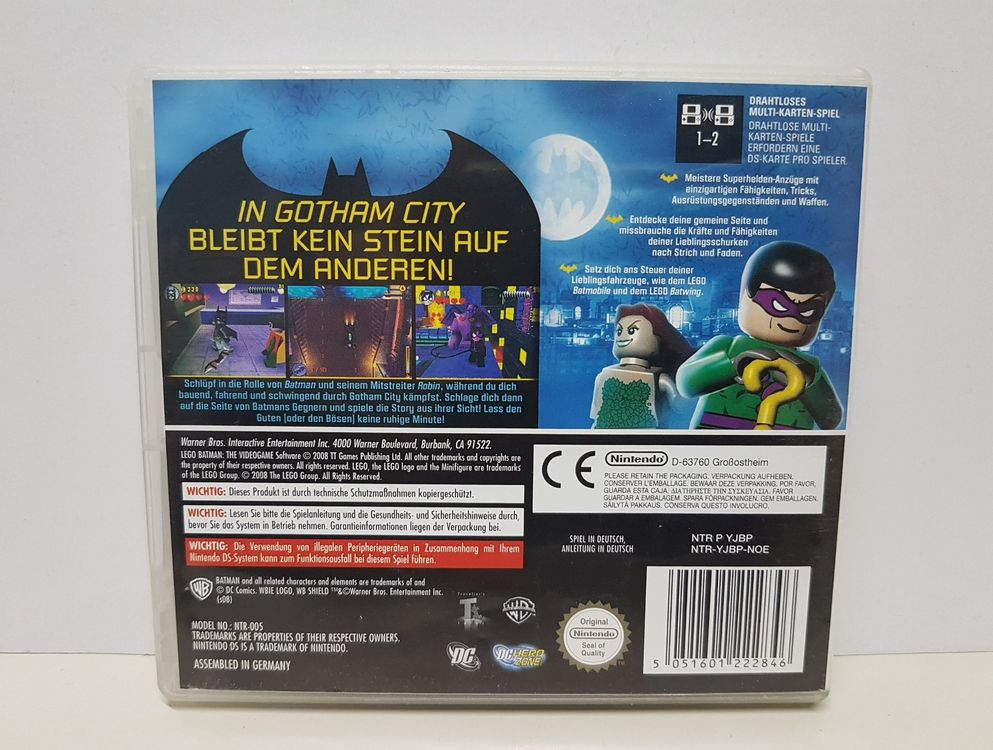 DRAHTLOSES
MULTI-KARTEN-SPIEL
DRAHTLOSE MULTI-
KARTEN-SPIELE
ERFORDERN EINE
DS-KARTE PRO SPIELER.
1–2
IN GOTHAM CITY
BLEIBT KEIN STEIN AUF
DEM ANDEREN!
Meistere Superhelden-Anzüge mit
einzigartigen Fähigkeiten, Tricks,
Ausrüstungsgegenständen und Waffen.
Entdecke deine gemeine Seite und
missbrauche die Kräfte und Fähigkeiten
deiner Lieblingsschurken
nach Strich und Faden.
Setz dich ans Steuer deiner
Lieblingsfahrzeuge, wie dem LEGO
Batmobile und dem LEGO Batwing.
Schlüpf in die Rolle von Batman und seinem Mitstreiter Robin, während du dich
bauend, fahrend und schwingend durch Gotham City kämpfst. Schlage dich dann
auf die Seite von Batmans Gegnern und spiele die Story aus ihrer Sicht! Lass den
Guten (oder den Bösen) keine ruhige Minute!
Warner Bros. Interactive Entertainment Inc. 4000 Warner Boulevard, Burbank, CA 91522.
LEGO BATMAN: THE VIDEOGAME Software © 2008 TT Games Publishing Ltd. All other trademarks and copyrights are
the property of their respective owners. All rights reserved. LEGO, the LEGO logo and the Minifigure are trademarks
of the LEGO Group. © 2008 The LEGO Group. All Rights Reserved.
WICHTIG: Dieses Produkt ist durch technische Schutzmaßnahmen kopiergeschützt.
WICHTIG: Lesen Sie bitte die Spielanleitung und die Gesundheits- und Sicherheitshinweise durch,
bevor Sie das System in Betrieb nehmen. Garantieinformationen liegen der Verpackung bei.
WICHTIG: Die Verwendung von illegalen Peripheriegeräten in Zusammenhang mit Ihrem
Nintendo DS-System kann zum Funktionsausfall bei diesem Spiel führen.
CE
Nintendo D-63760 Großostheim
PLEASE RETAIN THE PACKAGING. VERPACKUNG AUFHEBEN.
CONSERVER L'EMBALLAGE. BEWAAR DEZE VERPAKKING. POR FAVOR,
GUARDA ESTA CAJA. ΔΙΑΤΗΡΗΣΤΕ ΤΗΝ ΣΥΣΚΕΥΑΣΙΑ. FAVOR
GUARDAR A EMBALAGEM. SPARA FÖRPACKNINGEN. GEM EMBALLAGEN.
SÄILYTÄ PAKKAUS. CONSERVA QUESTO INVOLUCRO.
SPIEL IN DEUTSCH,
ANLEITUNG IN DEUTSCH
NTR P YJBP
NTR-YJBP-NOE
WB
BATMAN and all related characters and elements are trademarks of and
© DC Comics. WBIE LOGO, WB SHIELD ™&©Warner Bros. Entertainment Inc.
(s08)
MODEL NO.: NTR-005
TRADEMARKS ARE PROPERTIES OF THEIR RESPECTIVE OWNERS.
NINTENDO DS IS A TRADEMARK OF NINTENDO.
ASSEMBLED IN GERMANY
Traveller's
DC
DC HERO
ZONE
Original
Nintendo
Seal of
Quality
TM
5 051601 222846